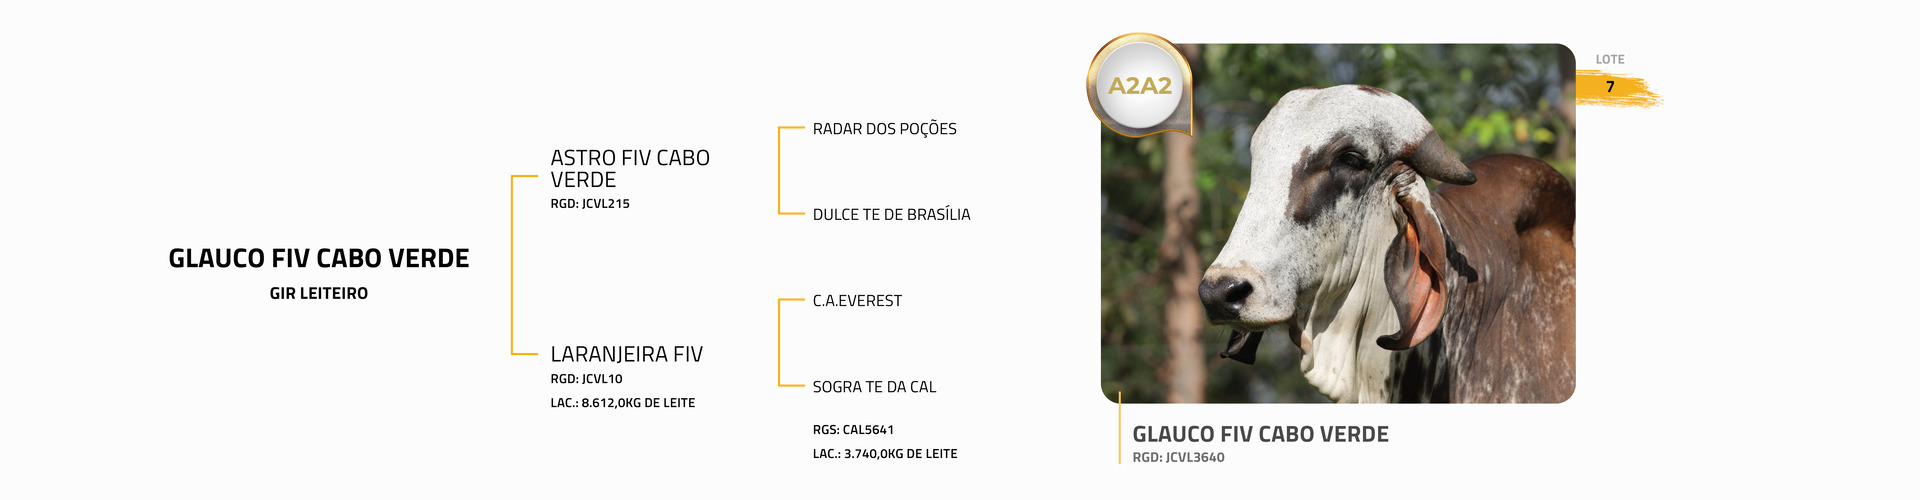 GLAUCO FIV CABO VERDE
GIR LEITEIRO
ASTRO FIV CABO
VERDE
RGD: JCVL215
LARANJEIRA FIV
RGD: JCVL10
LAC.: 8.612,0KG DE LEITE
RADAR DOS POÇÕES
DULCE TE DE BRASÍLIA
C.A.EVEREST
SOGRA TE DA CAL
RGS: CAL5641
LAC.: 3.740,0KG DE LEITE
A2A2
LOTE
7
GLAUCO FIV CABO VERDE
RGD: JCVL3640